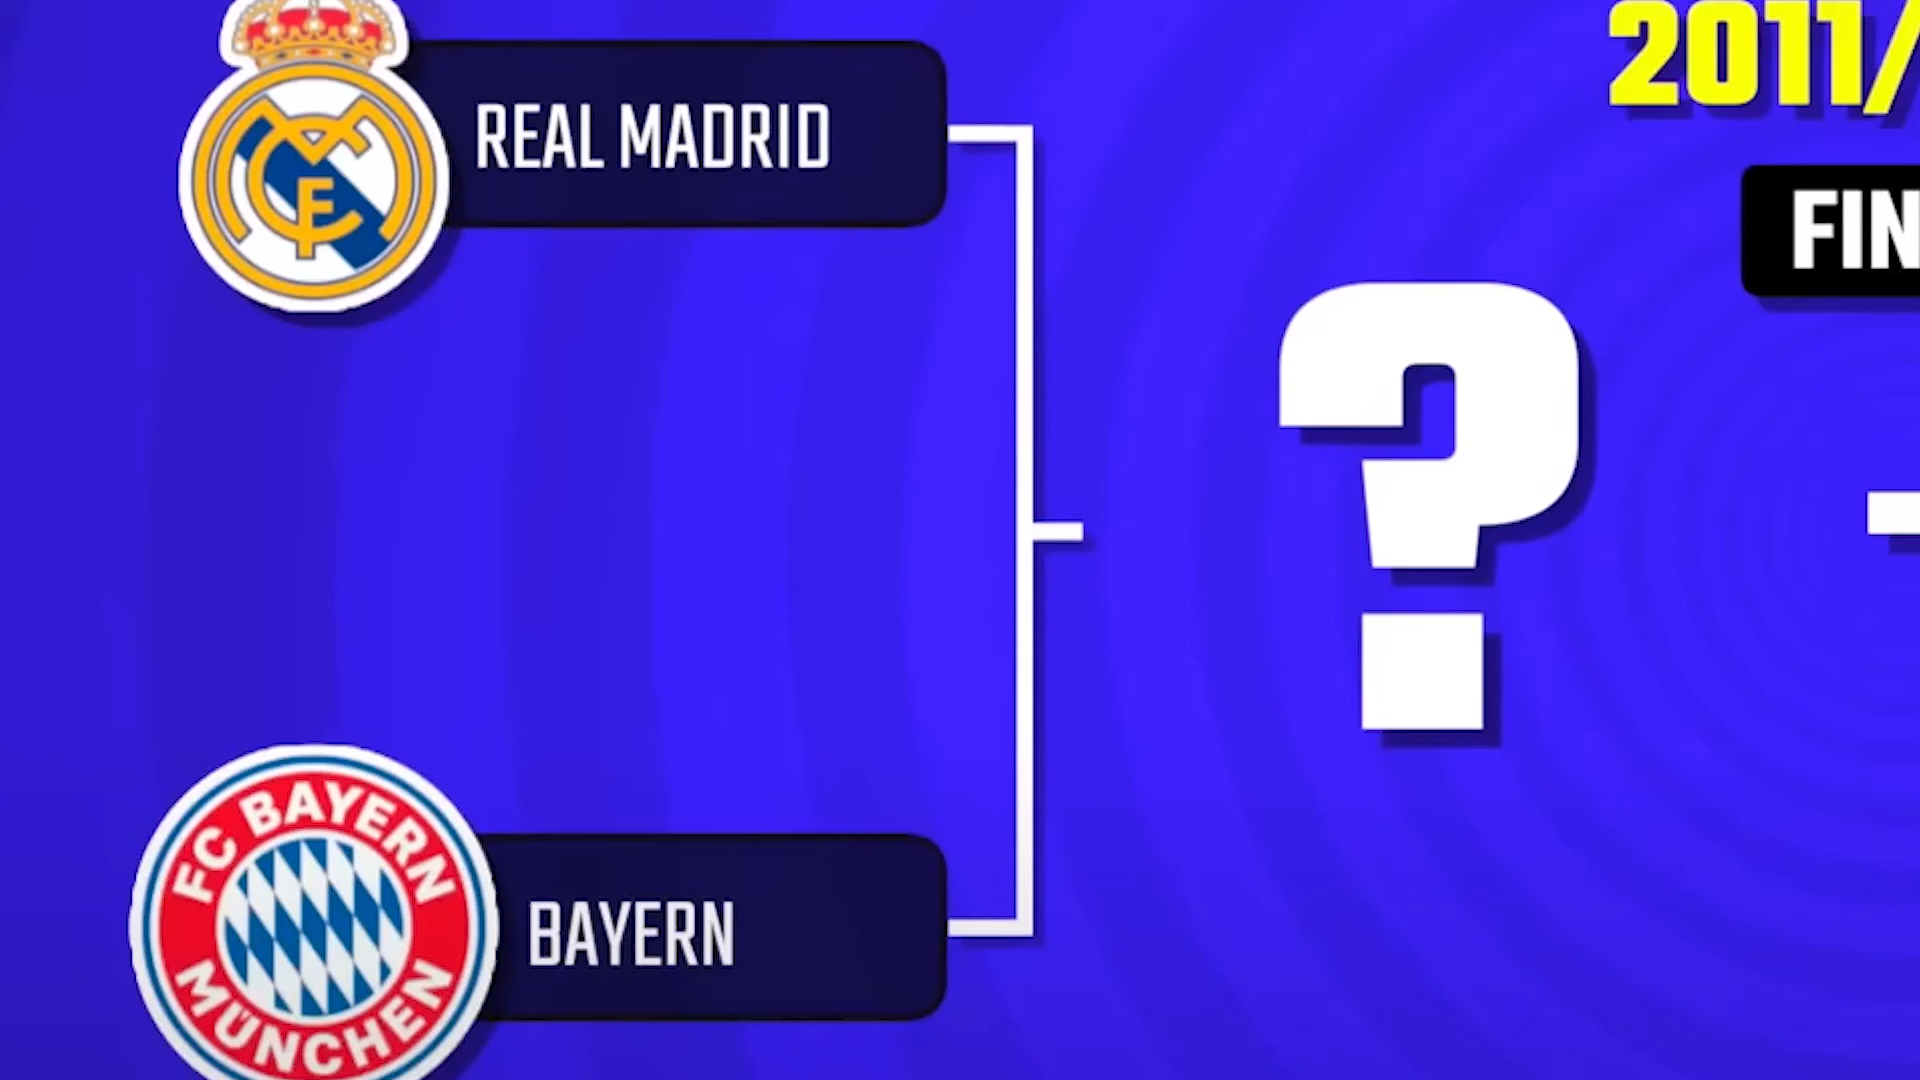 2011/
REAL MADRID
FIN
?
BAYERN
FC BAYERN
MÜNCHEN